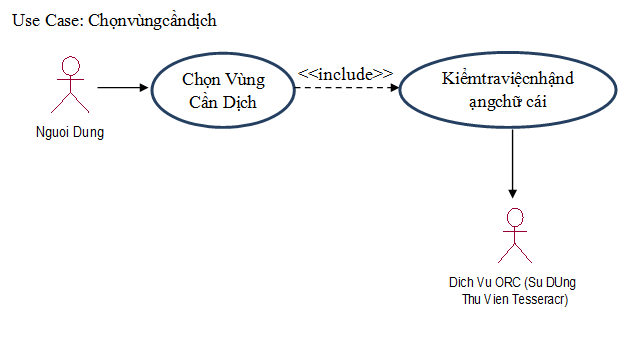 Use Case: Chọnvùngcầndịch
Chọn Vùng
Cần Dịch
<<include>>
Kiểmtraviệcnhậnd
ạngchữ cái
Nguoi Dung
Dich Vu ORC (Su DUng
Thu Vien Tesseracr)